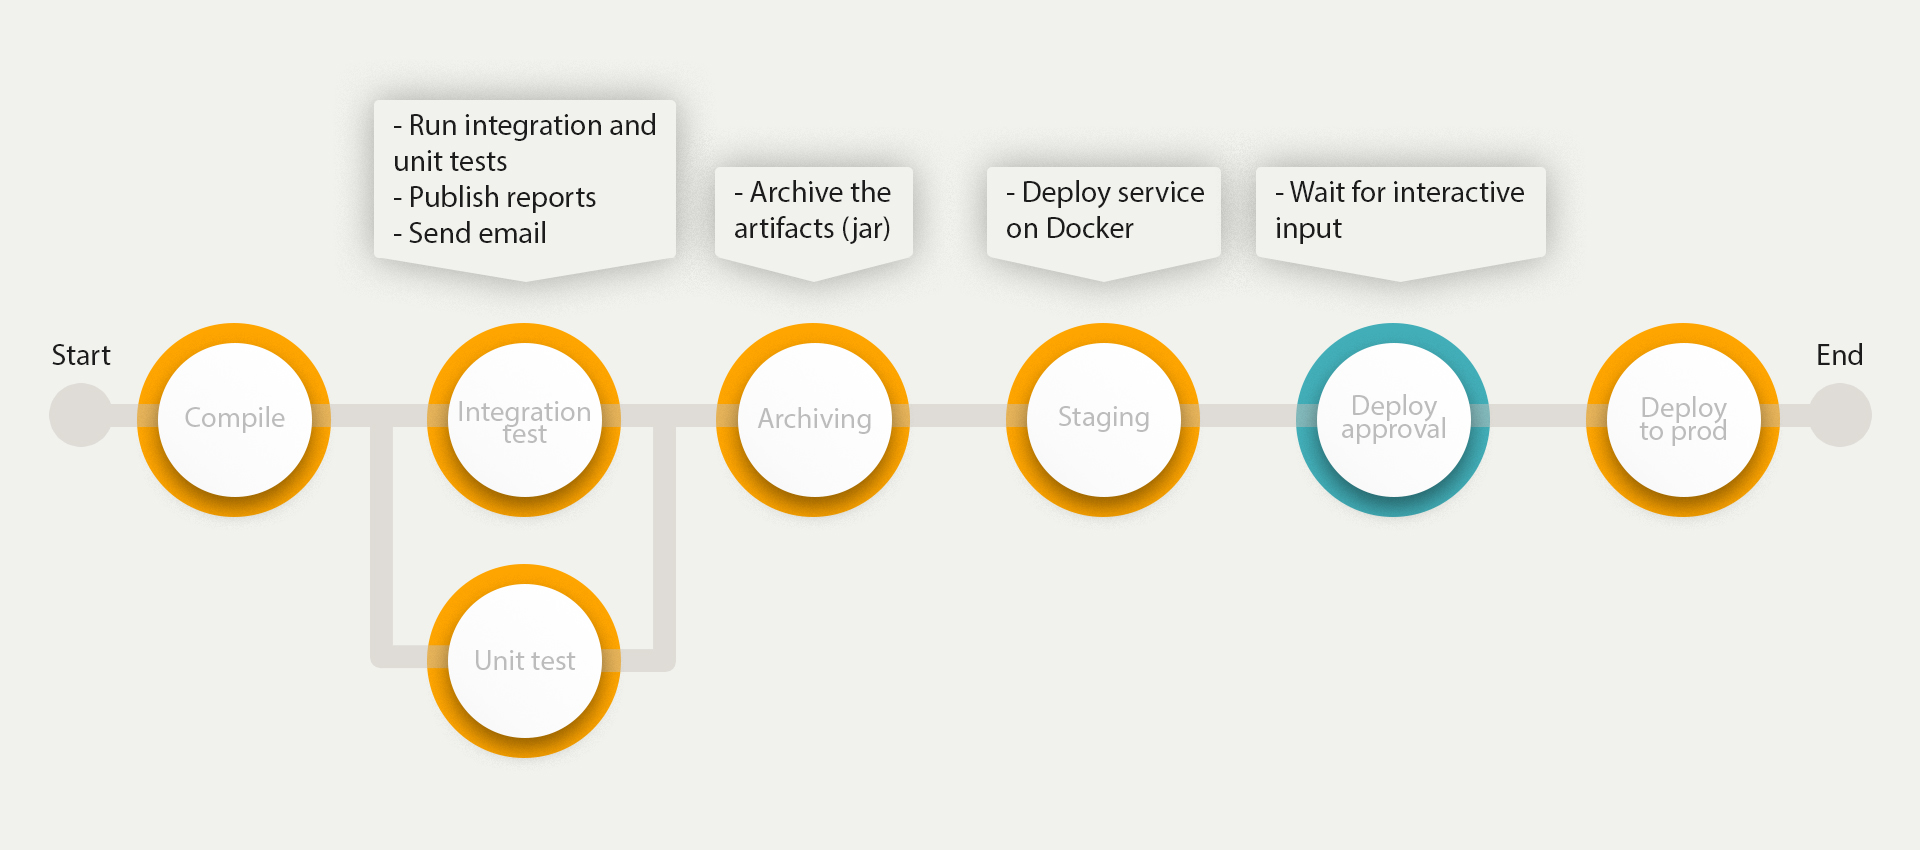 - Run integration and
unit tests
- Publish reports
- Send email
- Archive the
artifacts (jar)
- Deploy service
on Docker
- Wait for interactive
input
Start
Compile
Integration
test
Archiving
Staging
Deploy
approval
Deploy
to prod
End
Unit test